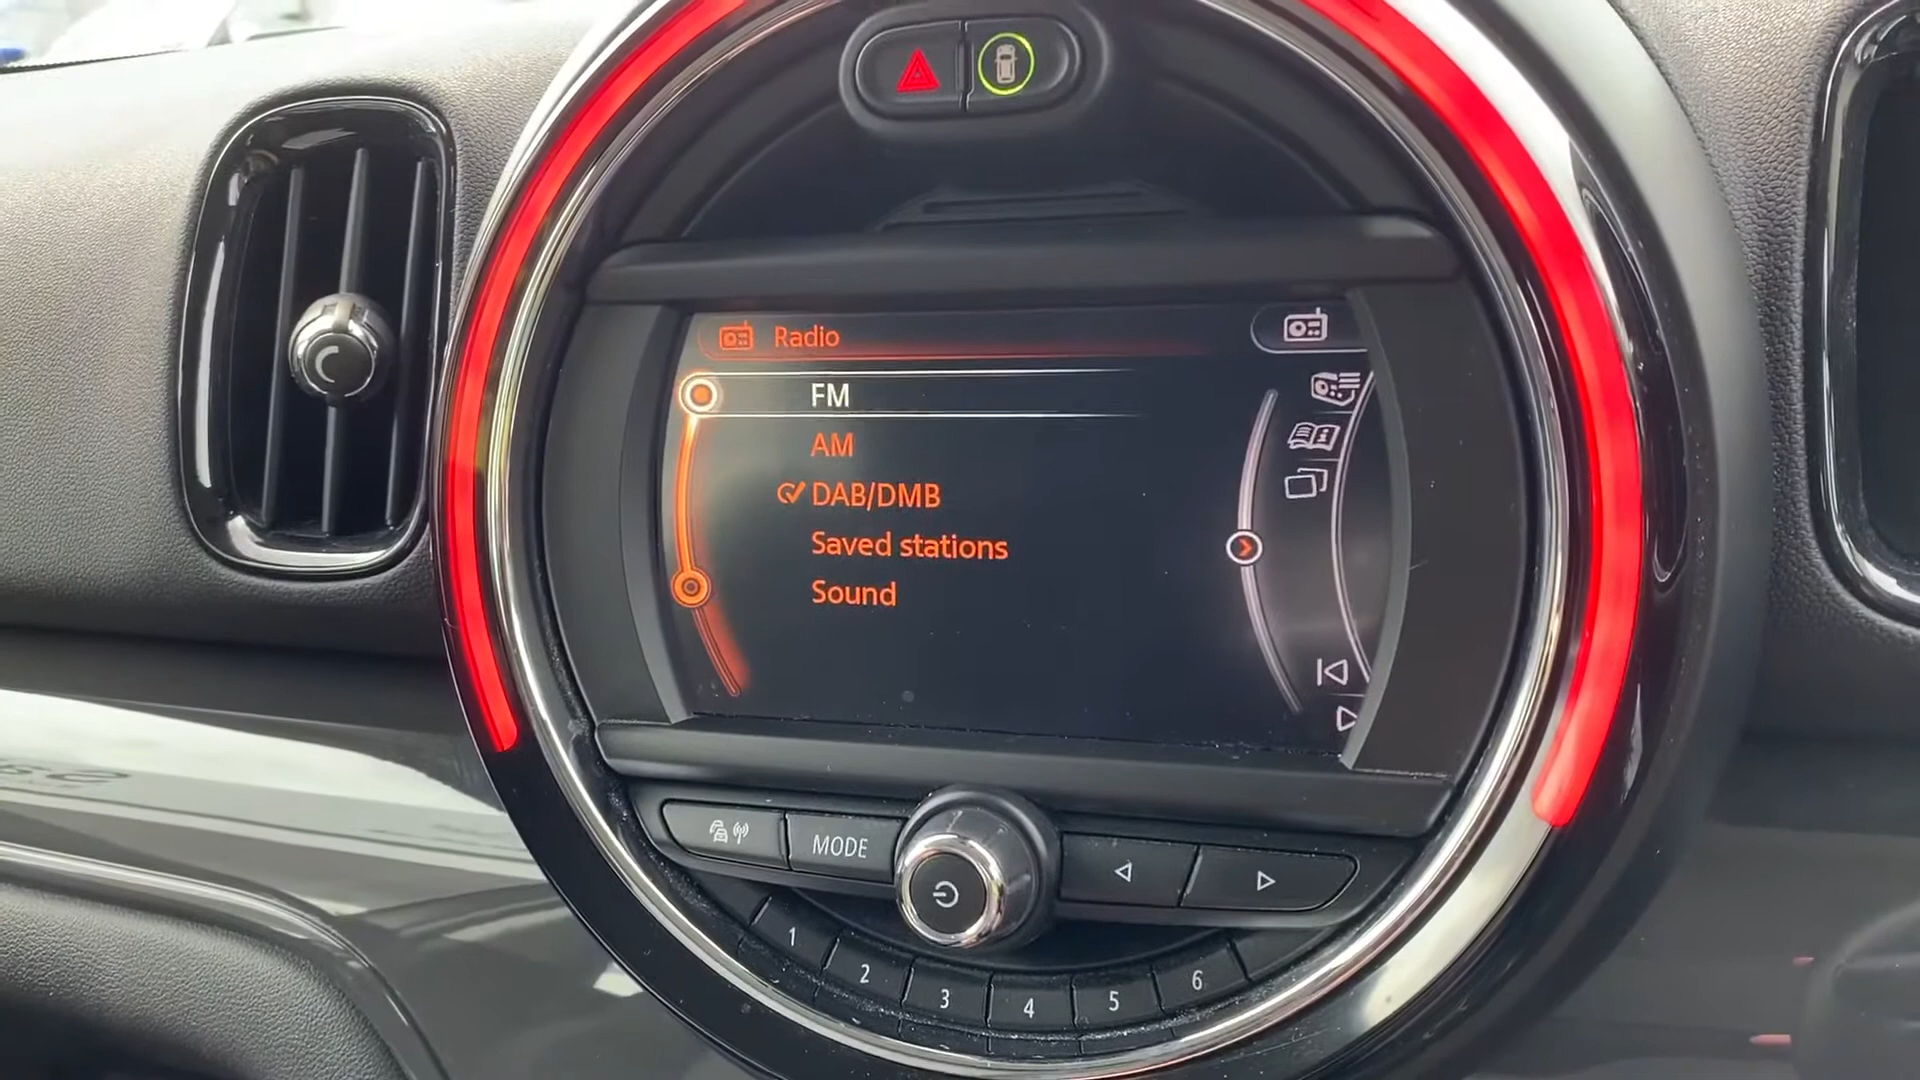 Radio
FM
AM
DAB/DMB
Saved stations
Sound
MODE
1
2
3
4
5
6